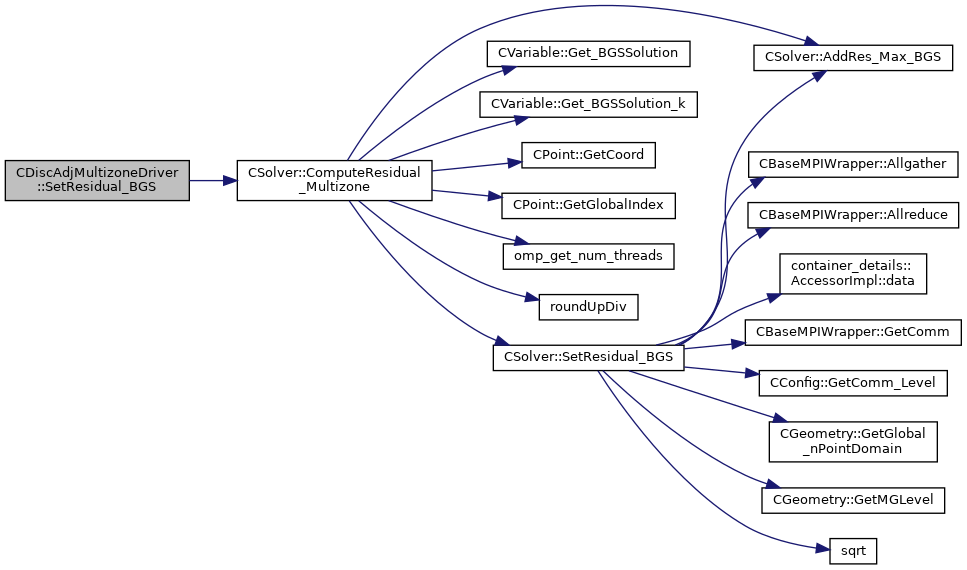 CDiscAdjMultizoneDriver
::SetResidual_BGS
CSolver::ComputeResidual
_Multizone
CVariable::Get_BGSSolution
CVariable::Get_BGSSolution_k
CPoint::GetCoord
CPoint::GetGlobalIndex
omp_get_num_threads
roundUpDiv
CSolver::SetResidual_BGS
CSolver::AddRes_Max_BGS
CBaseMPIWrapper::Allgather
CBaseMPIWrapper::Allreduce
container_details::
AccessorImpl::data
CBaseMPIWrapper::GetComm
CConfig::GetComm_Level
CGeometry::GetGlobal
_nPointDomain
CGeometry::GetMGLevel
sqrt